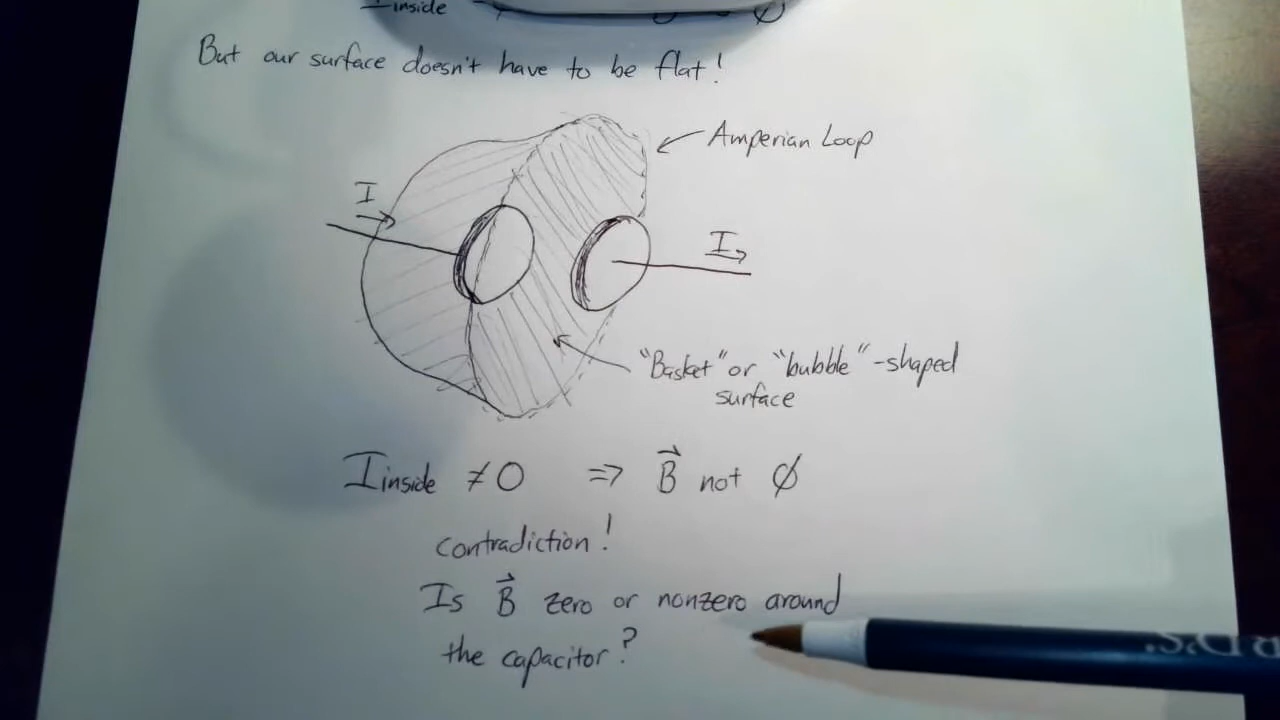 Iinside
But our surface doesn't have to be flat!
Amperian Loop
I
I
"Basket" or "bubble"-shaped
surface
Iinside ≠ 0 ⇒ B⃗ not ∅
contradiction!
Is B⃗ zero or nonzero around
the capacitor?